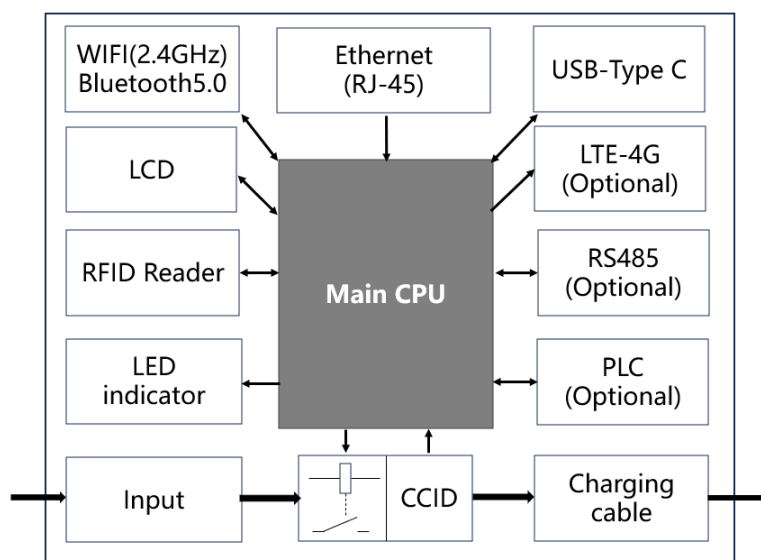 WIFI(2.4GHz)
Bluetooth5.0
Ethernet
(RJ-45)
USB-Type C
LCD
LTE-4G
(Optional)
RFID Reader
Main CPU
RS485
(Optional)
LED
indicator
PLC
(Optional)
Input
CCID
Charging
cable